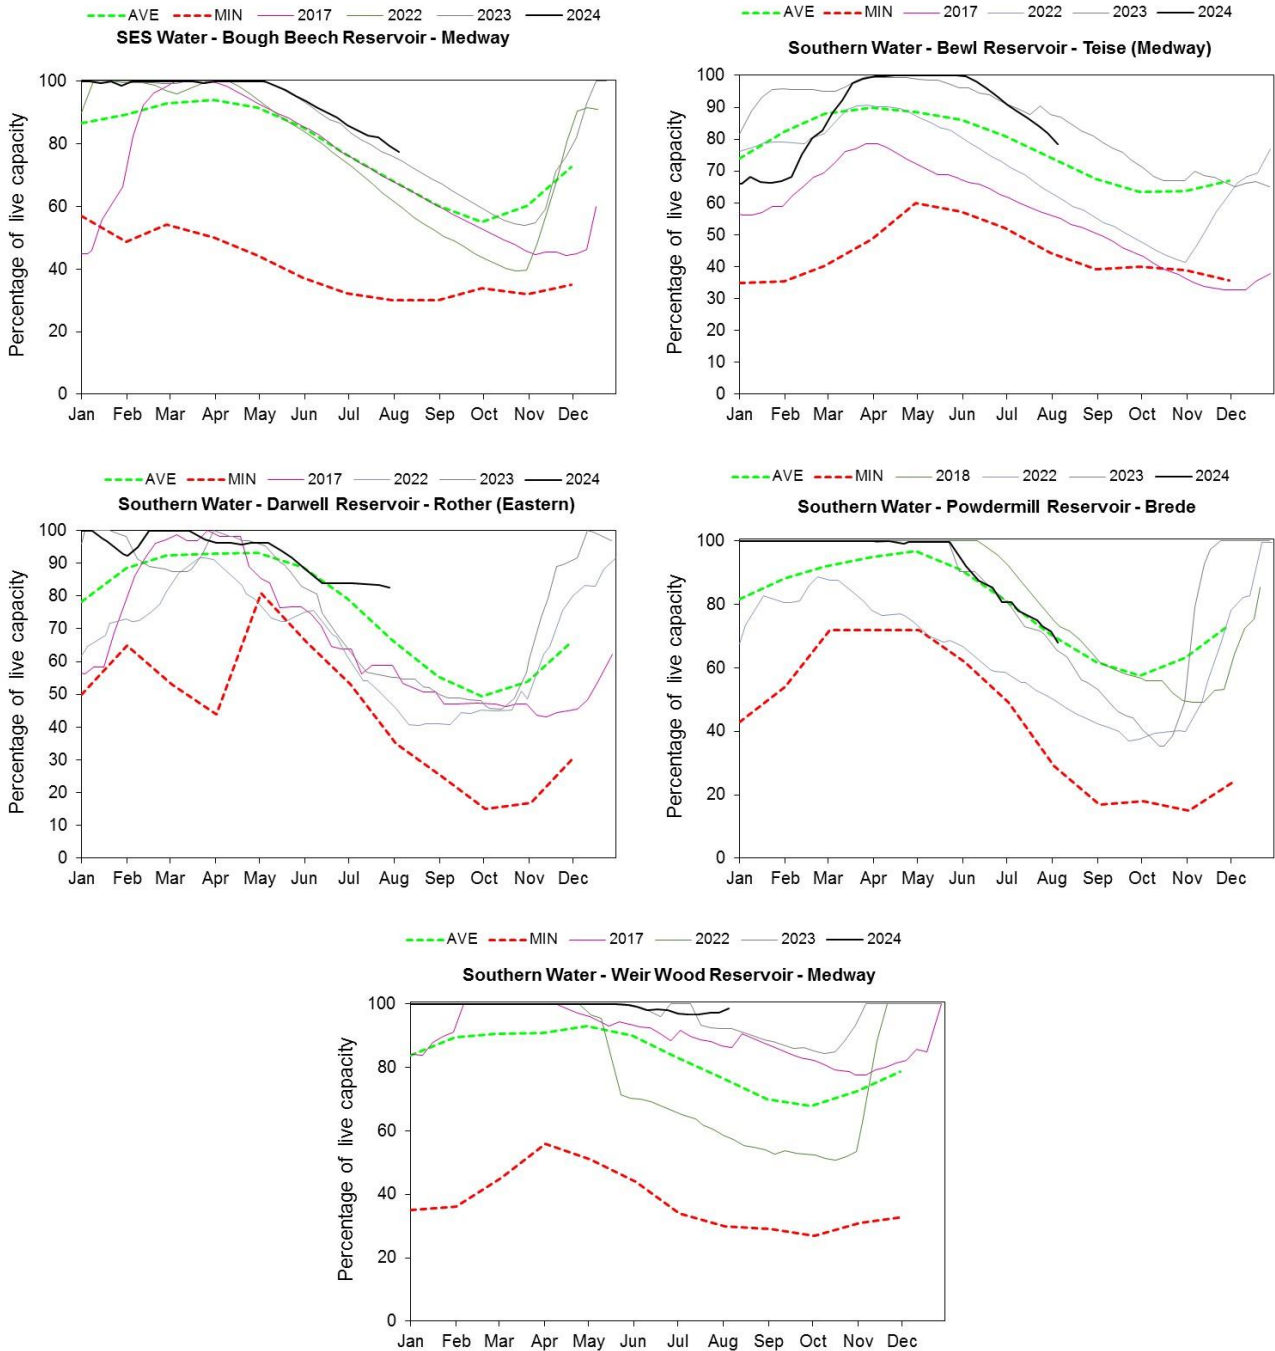 AVE MIN 2017 2022 2023 2024
SES Water - Bough Beech Reservoir - Medway
Percentage of live capacity
100
80
60
40
20
0
Jan Feb Mar Apr May Jun Jul Aug Sep Oct Nov Dec
AVE MIN 2017 2022 2023 2024
Southern Water - Bewl Reservoir - Teise (Medway)
Percentage of live capacity
100
90
80
70
60
50
40
30
20
10
0
Jan Feb Mar Apr May Jun Jul Aug Sep Oct Nov Dec
AVE MIN 2017 2022 2023 2024
Southern Water - Darwell Reservoir - Rother (Eastern)
Percentage of live capacity
100
90
80
70
60
50
40
30
20
10
0
Jan Feb Mar Apr May Jun Jul Aug Sep Oct Nov Dec
AVE MIN 2018 2022 2023 2024
Southern Water - Powdermill Reservoir - Brede
Percentage of live capacity
100
80
60
40
20
0
Jan Feb Mar Apr May Jun Jul Aug Sep Oct Nov Dec
AVE MIN 2017 2022 2023 2024
Southern Water - Weir Wood Reservoir - Medway
Percentage of live capacity
100
80
60
40
20
0
Jan Feb Mar Apr May Jun Jul Aug Sep Oct Nov Dec